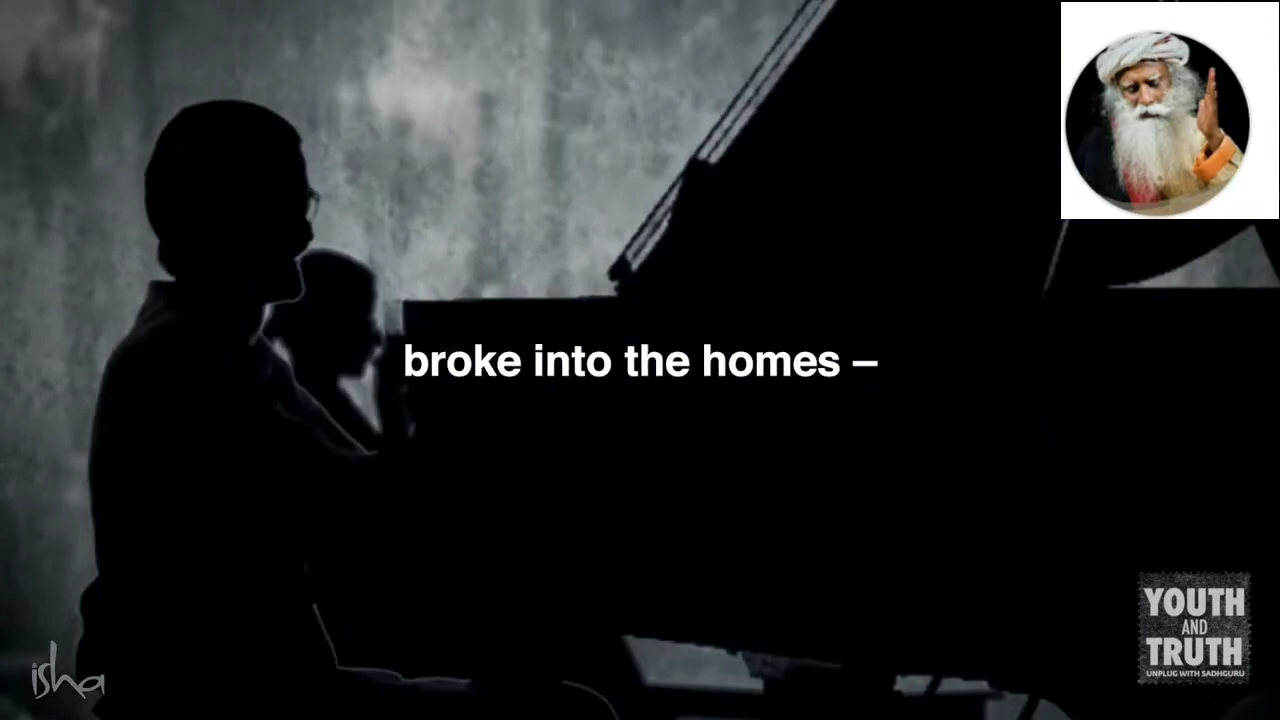 broke into the homes –
isha
YOUTH
AND
TRUTH
UNPLUG WITH SADHGURU